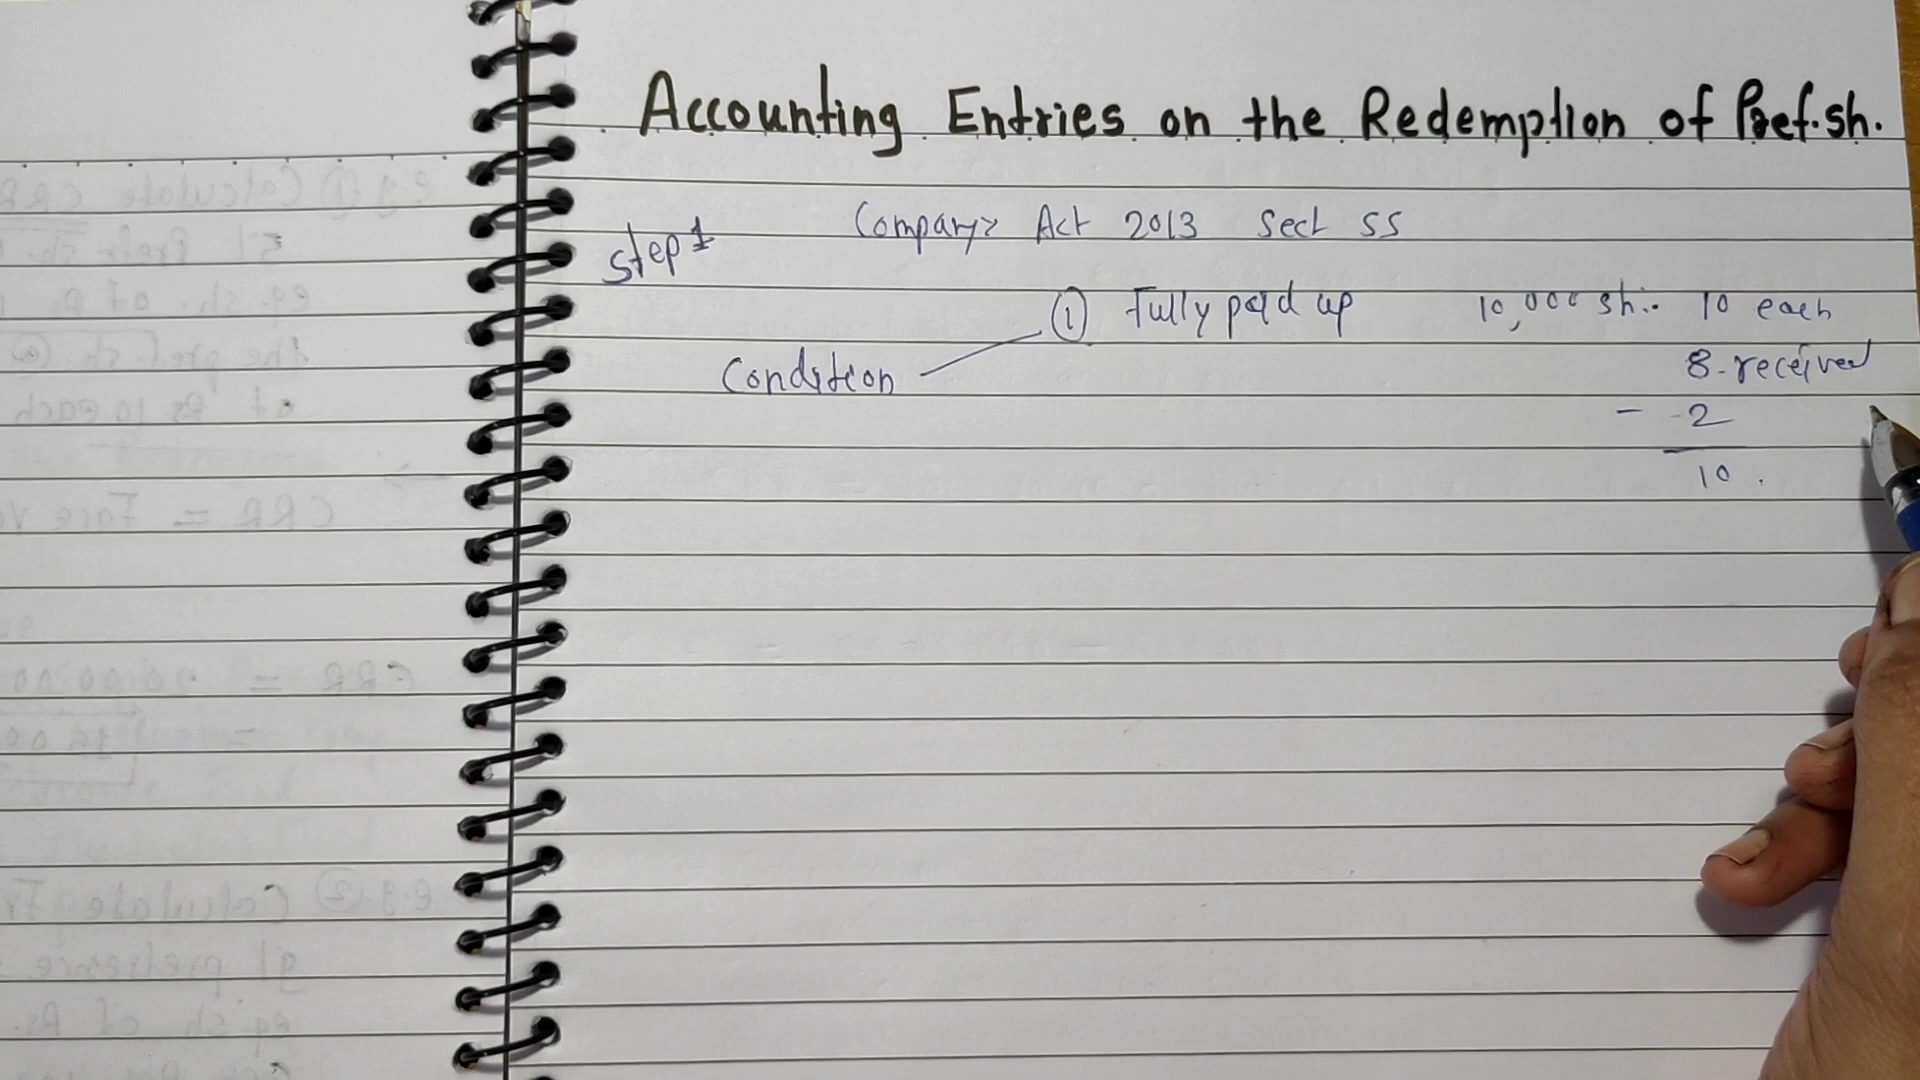 Accounting Entries on the Redemption of Pref.sh.
Company Act 2013 Sect 55
step 1
① Fully paid up 10,000 sh. 10 each
Condition
8 - received
- 2
10.